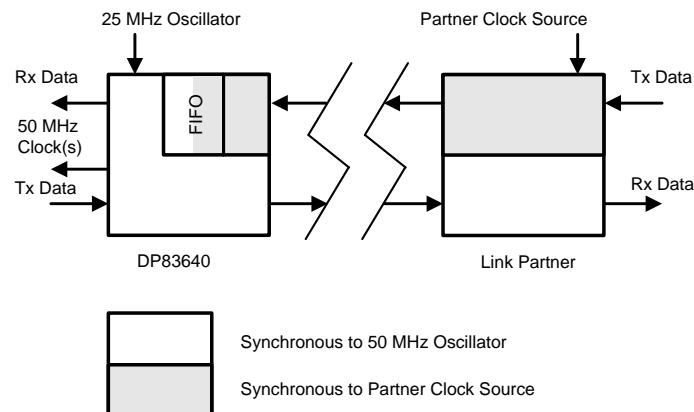 25 MHz Oscillator
Partner Clock Source
Rx Data
FIFO
Tx Data
50 MHz
Clock(s)
Tx Data
Rx Data
DP83640
Link Partner
Synchronous to 50 MHz Oscillator
Synchronous to Partner Clock Source